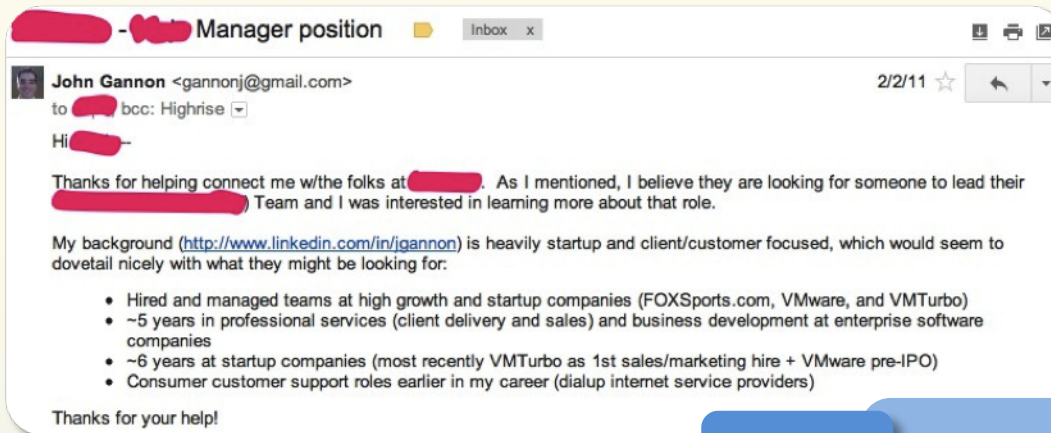 - Manager position Inbox x
John Gannon <gannonj@gmail.com> 2/2/11
to bcc: Highrise
Hi --
Thanks for helping connect me w/the folks at . As I mentioned, I believe they are looking for someone to lead their
) Team and I was interested in learning more about that role.
My background (http://www.linkedin.com/in/jgannon) is heavily startup and client/customer focused, which would seem to
dovetail nicely with what they might be looking for:
• Hired and managed teams at high growth and startup companies (FOXSports.com, VMware, and VMTurbo)
• ~5 years in professional services (client delivery and sales) and business development at enterprise software
companies
• ~6 years at startup companies (most recently VMTurbo as 1st sales/marketing hire + VMware pre-IPO)
• Consumer customer support roles earlier in my career (dialup internet service providers)
Thanks for your help!